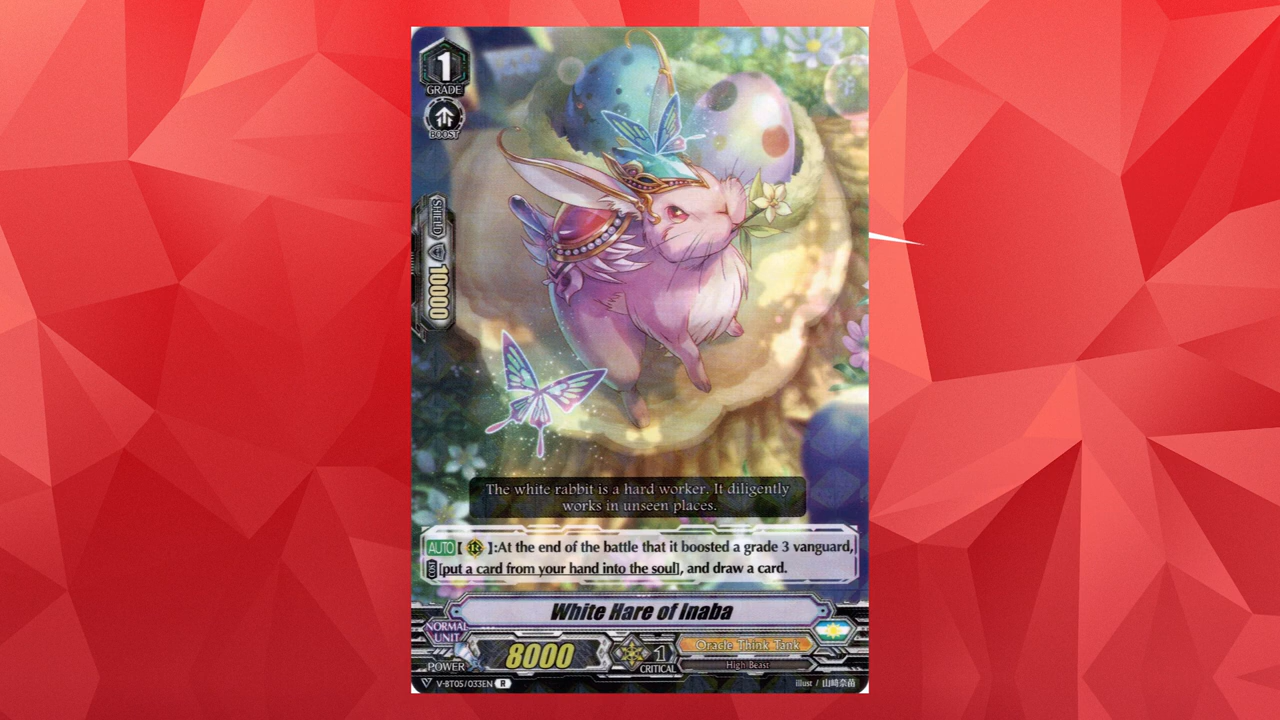 1
GRADE
BOOST
SHIELD
10000
The white rabbit is a hard worker. It diligently
works in unseen places.
AUTO [ R ]:At the end of the battle that it boosted a grade 3 vanguard,
COST [put a card from your hand into the soul], and draw a card.
White Hare of Inaba
NORMAL
UNIT
POWER
8000
1
CRITICAL
Oracle Think Tank
High Beast
V-BT05/033EN R
illust / 山崎奈苗